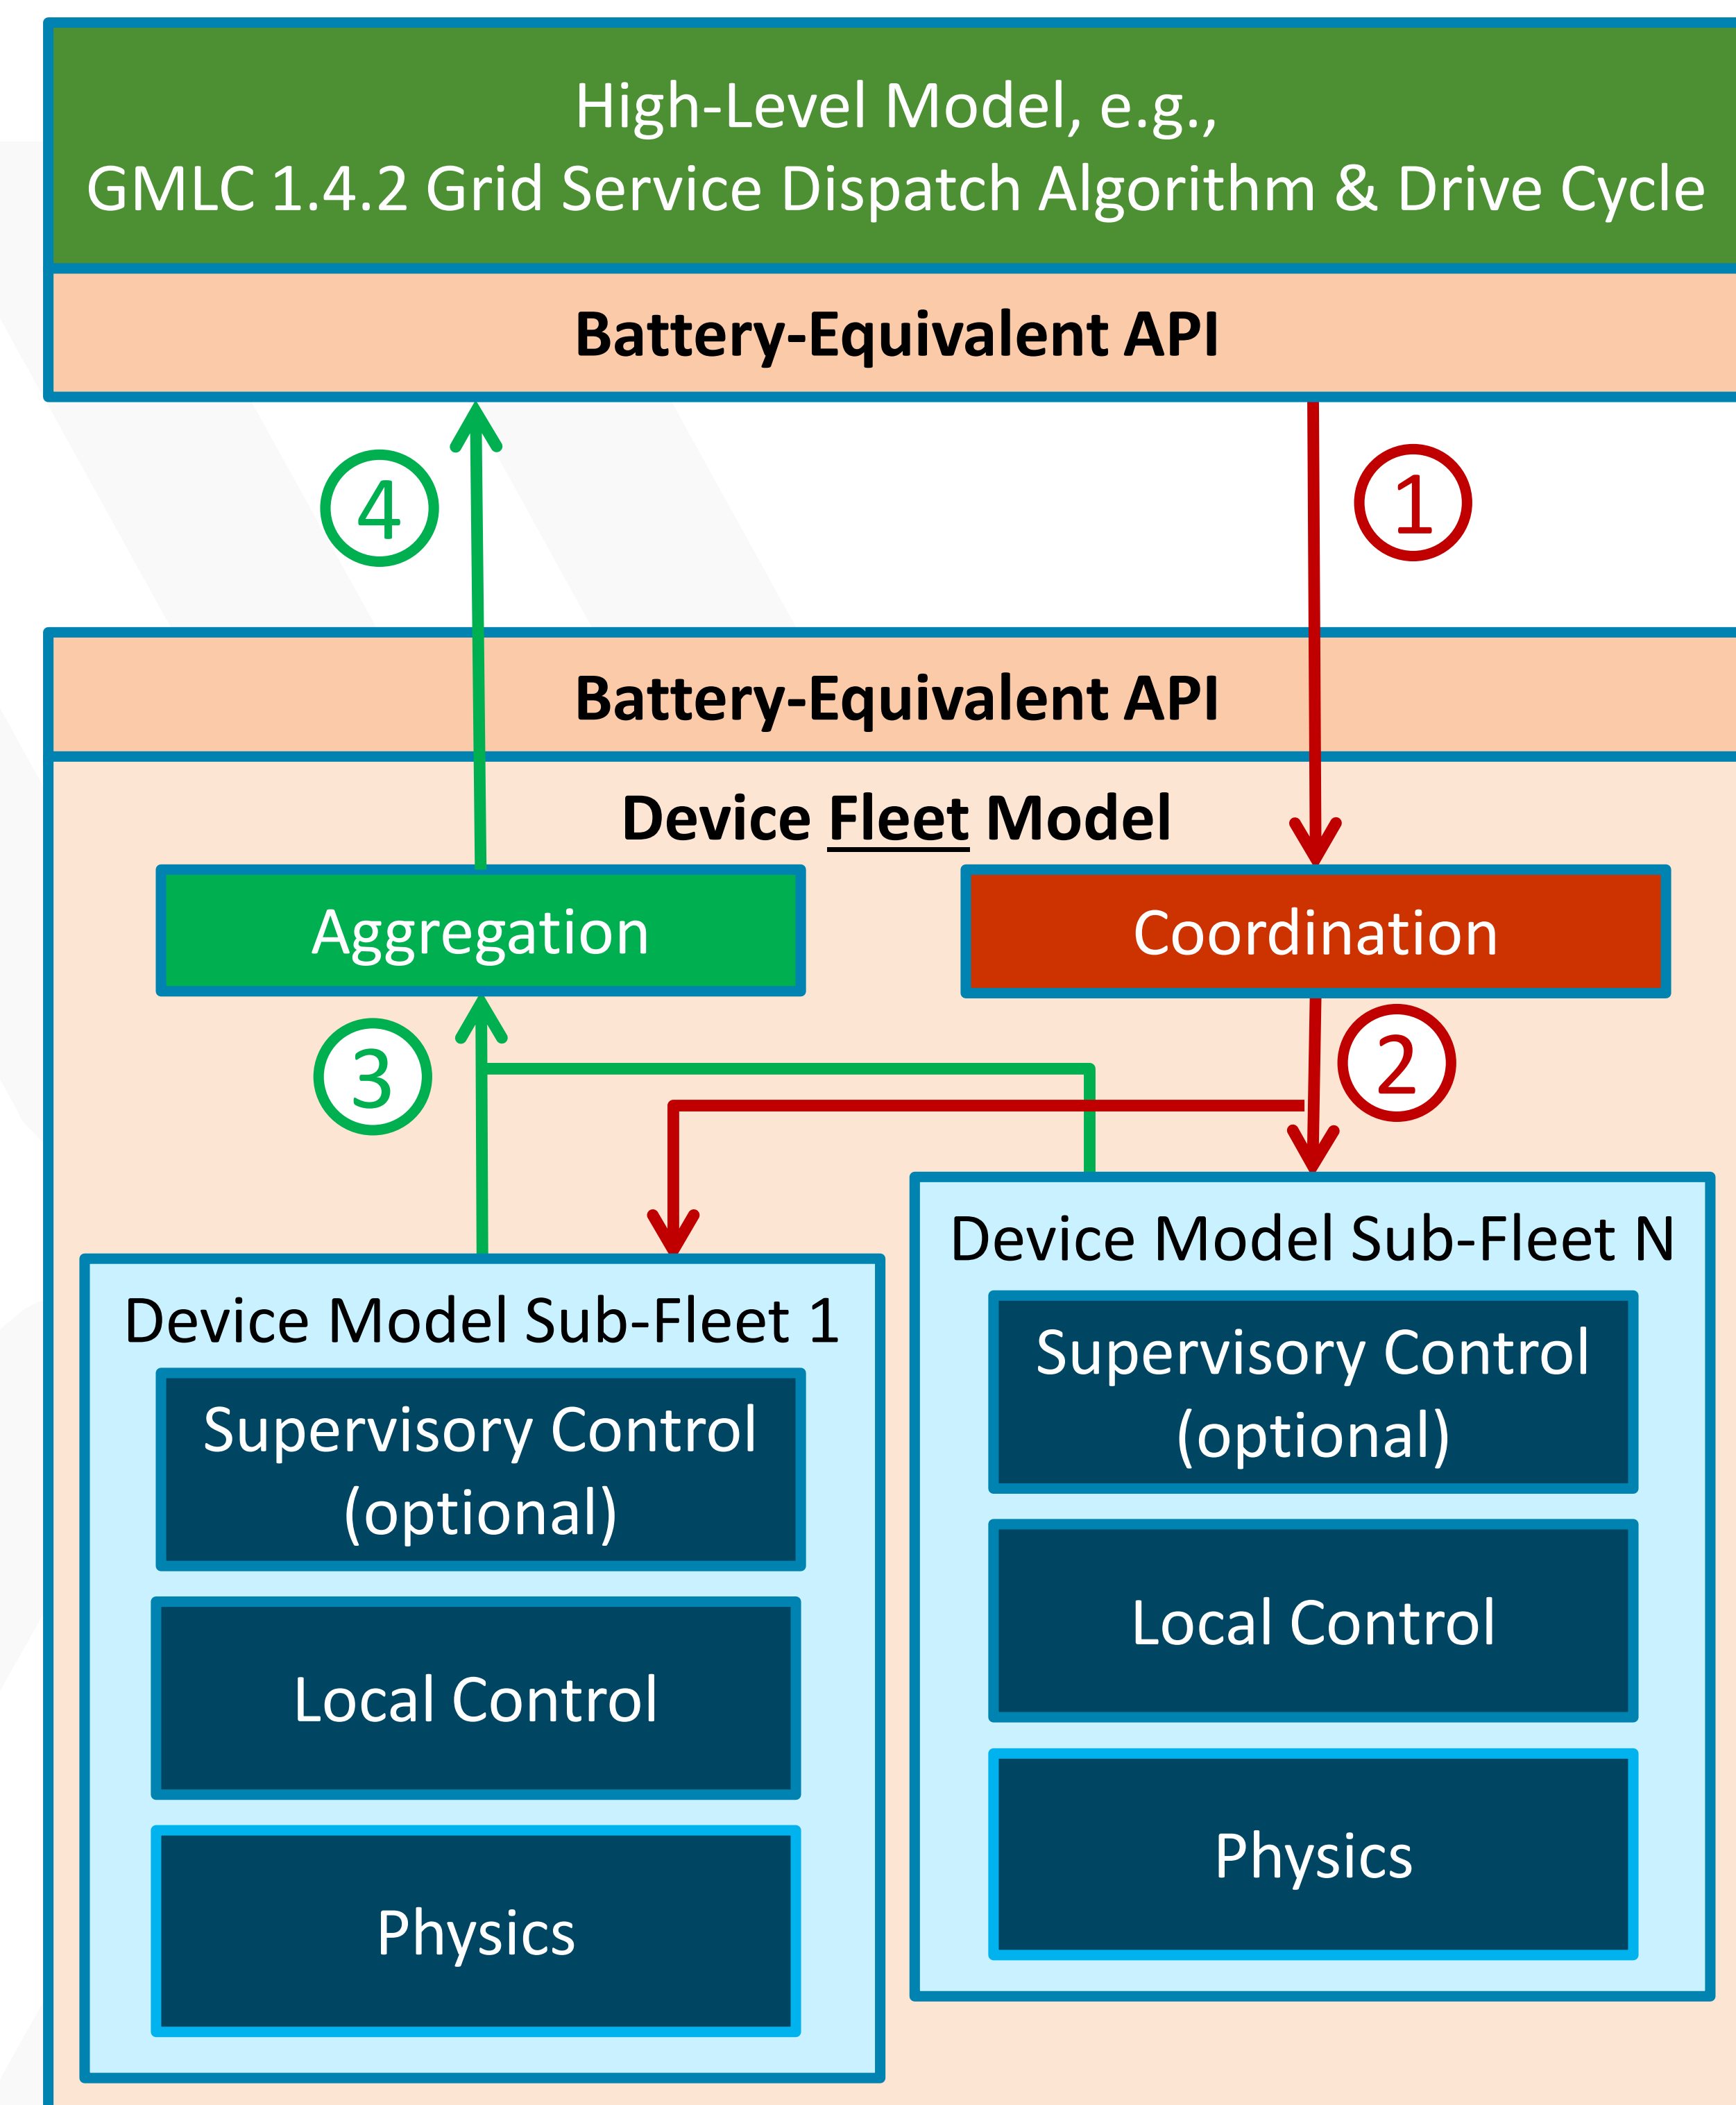 High-Level Model, e.g.,
GMLC 1.4.2 Grid Service Dispatch Algorithm & Drive Cycle
Battery-Equivalent API
4
1
Battery-Equivalent API
Device Fleet Model
Aggregation
Coordination
3
2
Device Model Sub-Fleet 1
Supervisory Control
(optional)
Local Control
Physics
Device Model Sub-Fleet N
Supervisory Control
(optional)
Local Control
Physics